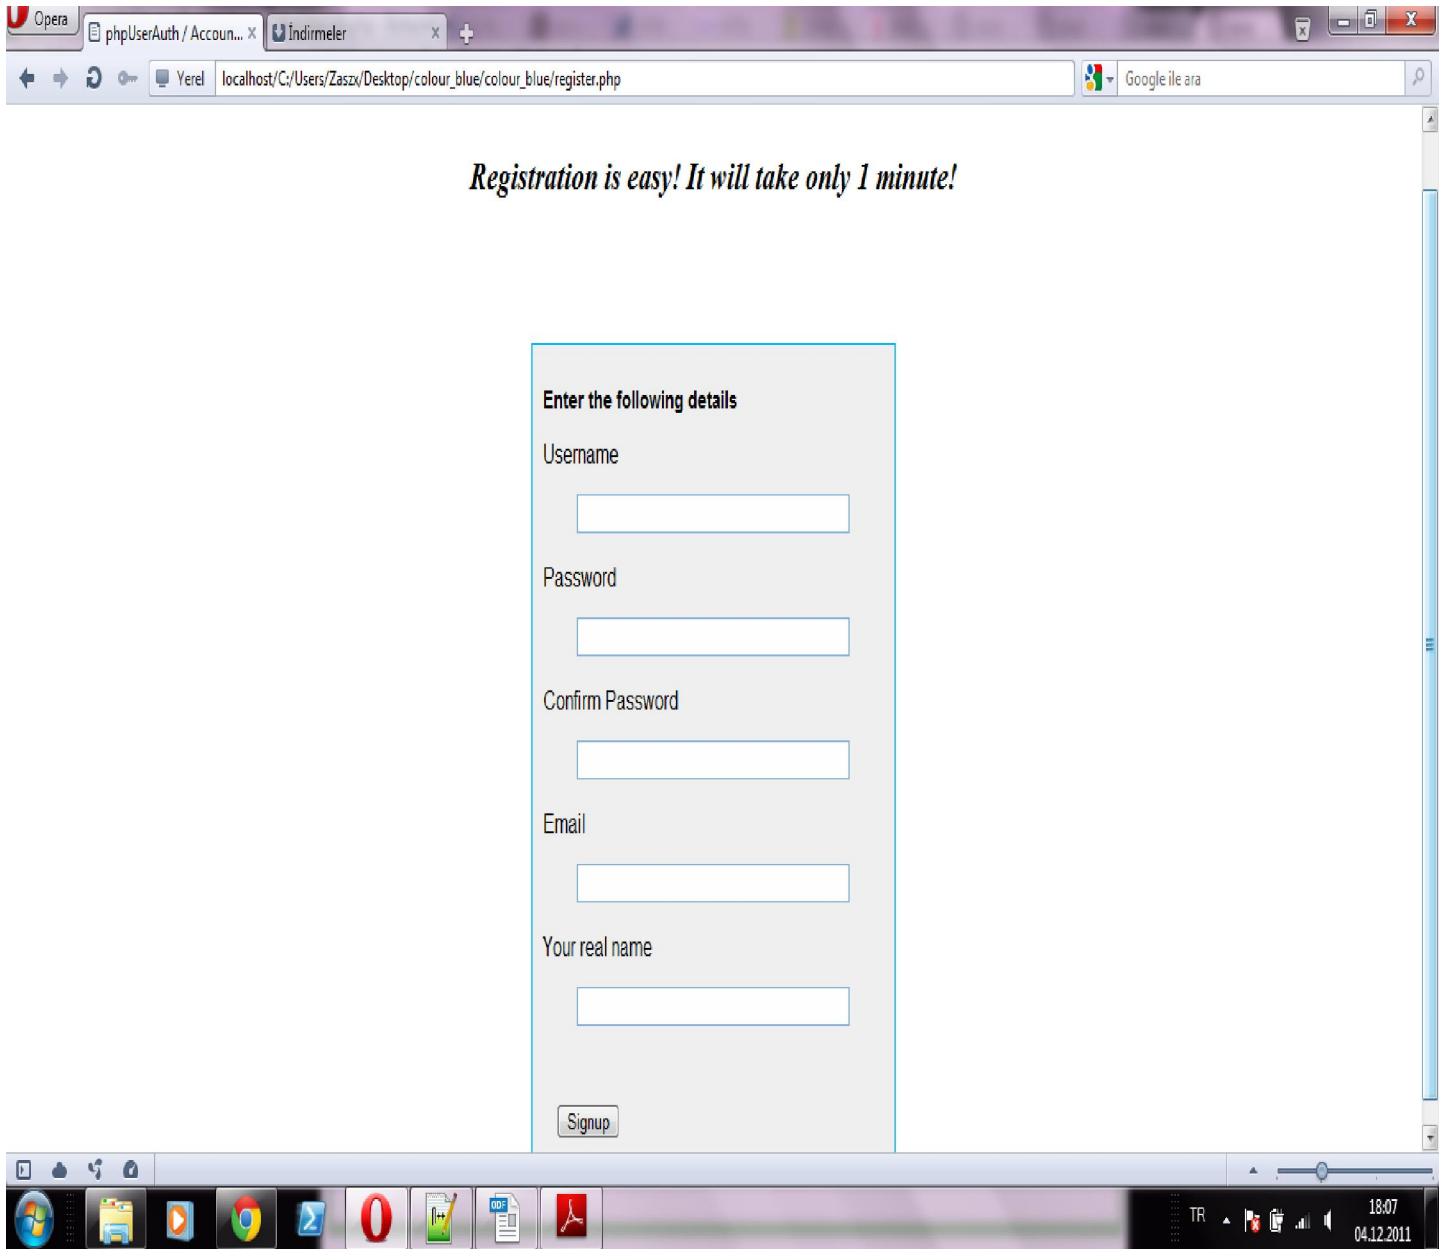 Opera
phpUserAuth / Accoun...
İndirmeler
Yerel
localhost/C:/Users/Zaszx/Desktop/colour_blue/colour_blue/register.php
Google ile ara
Registration is easy! It will take only 1 minute!
Enter the following details
Username
Password
Confirm Password
Email
Your real name
Signup
ODF
TR
18:07
04.12.2011